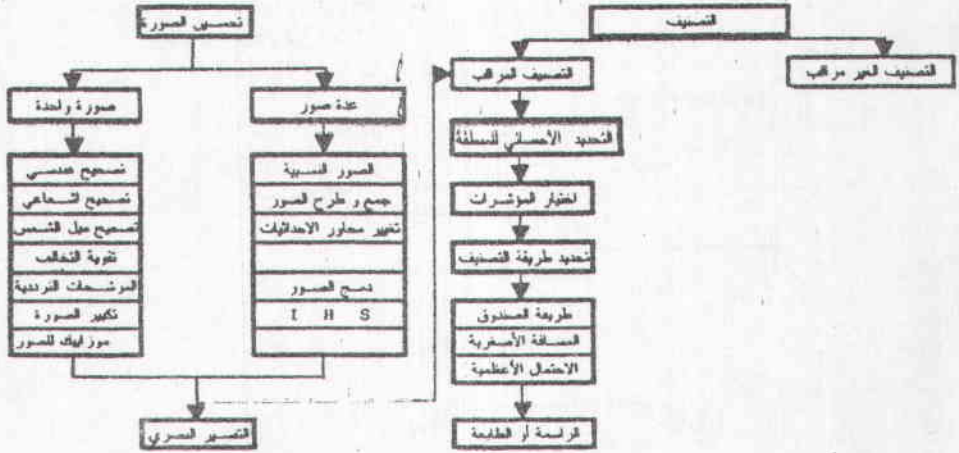 تحسين الصورة
صورة واحدة
تصحيح هندسي
تصحيح اشعاعي
تصحيح ميل الشمس
تقوية التخالف
المرشحات الترددية
تكبير الصورة
موزاييك للصور
عدة صور
الصور النسبية
جمع و طرح الصور
تغيير محاور الاحداثيات
دمج الصور
I H S
التفسير البصري
التصنيف
التصنيف المراقب
التصنيف الغير مراقب
التحديد الأحصائي للمنطقة
اختيار المؤشرات
تحديد طريقة التصنيف
طريقة الصندوق
المسافة الأصغرية
الاحتمال الأعظمية
الراسمة أو الطابعة